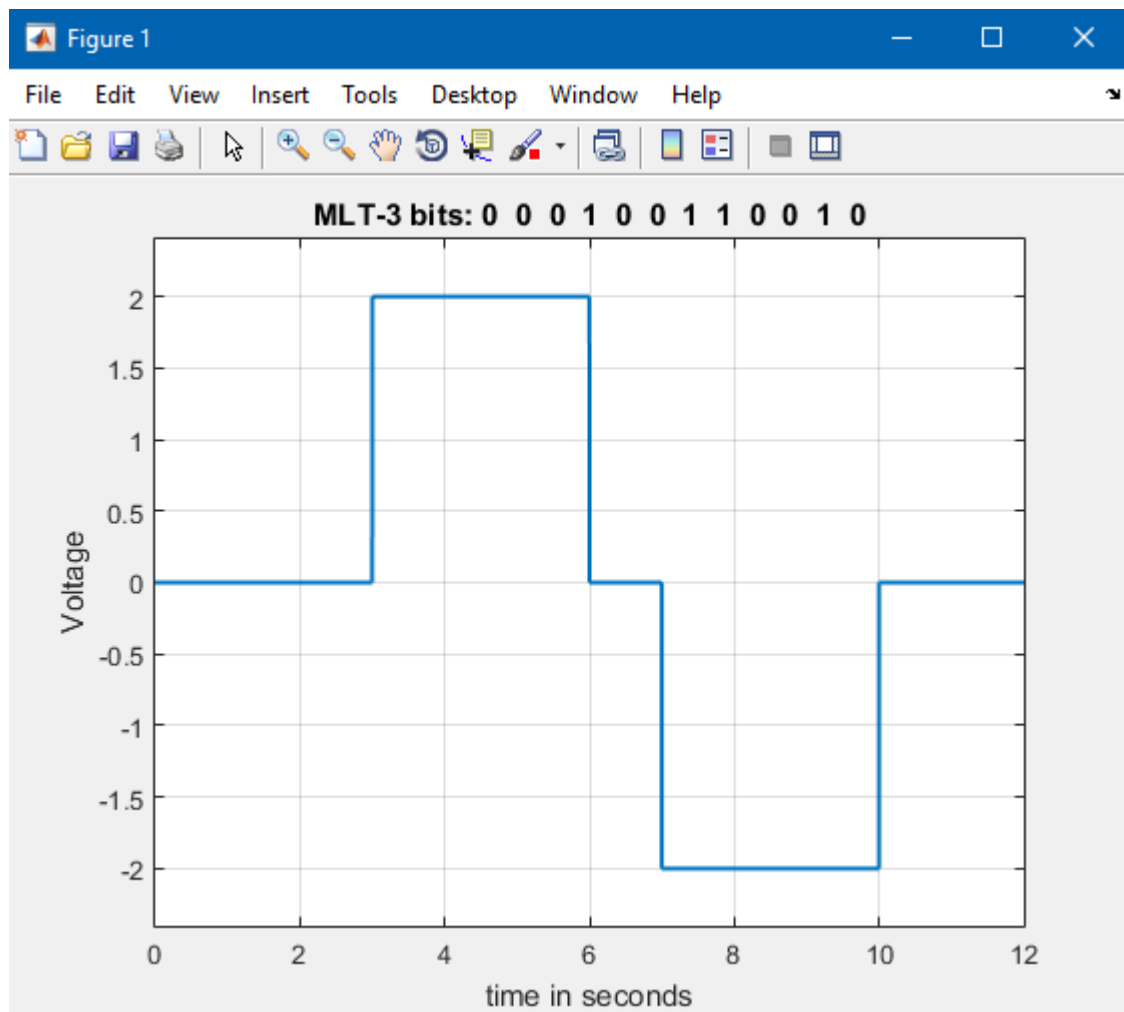 Figure 1
File Edit View Insert Tools Desktop Window Help
MLT-3 bits: 0 0 0 1 0 0 1 1 0 0 1 0
2
1.5
1
0.5
0
-0.5
-1
-1.5
-2
Voltage
0 2 4 6 8 10 12
time in seconds